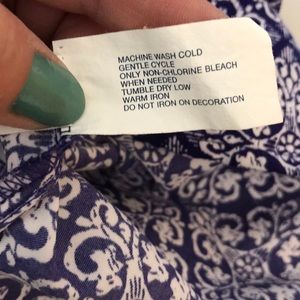 MACHINE WASH COLD
GENTLE CYCLE
ONLY NON-CHLORINE BLEACH
WHEN NEEDED
TUMBLE DRY LOW
WARM IRON
DO NOT IRON ON DECORATION